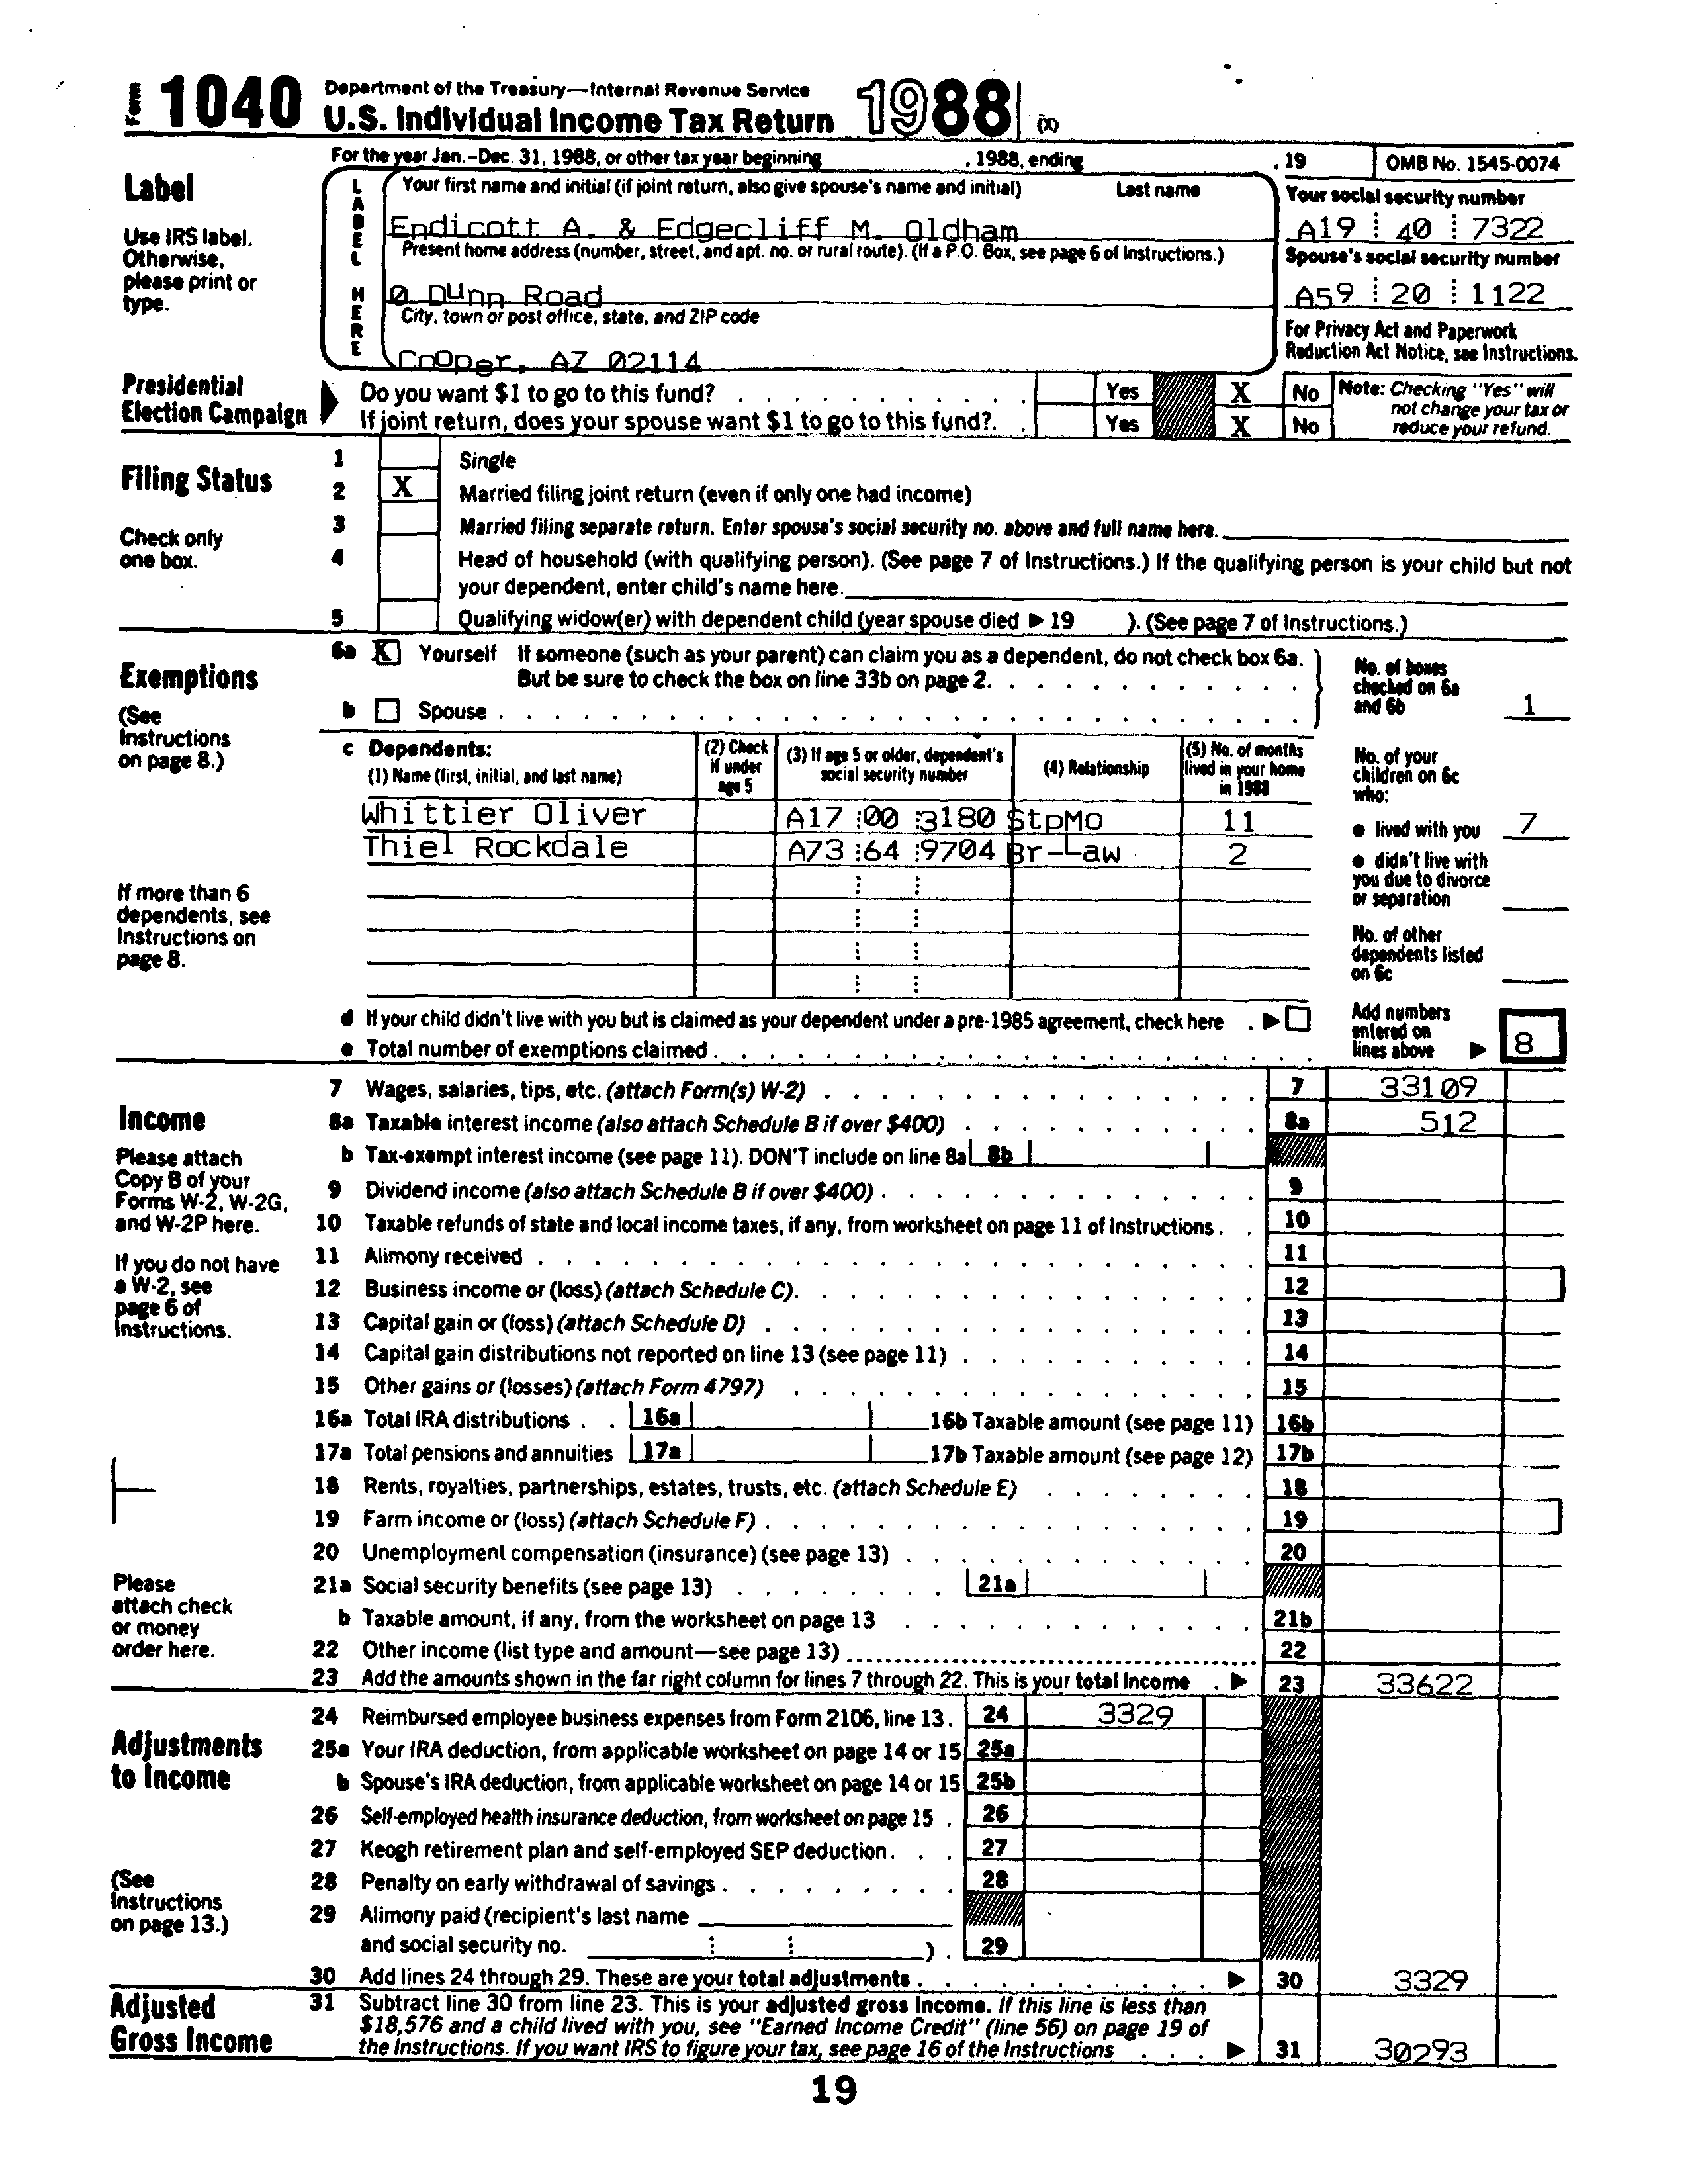 Form 1040 Department of the Treasury—Internal Revenue Service
U.S. Individual Income Tax Return 1988 (X)
For the year Jan.-Dec. 31, 1988, or other tax year beginning , 1988, ending , 19 OMB No. 1545-0074
Label
Use IRS label.
Otherwise,
please print or
type.
LABEL HERE
Your first name and initial (if joint return, also give spouse's name and initial) Last name
Endicott A. & Edgecliff M. Oldham
Present home address (number, street, and apt. no. or rural route). (If a P.O. Box, see page 6 of Instructions.)
0 Dunn Road
City, town or post office, state, and ZIP code
Cooper, AZ 02114
Your social security number
A19 40 7322
Spouse's social security number
A59 20 1122
For Privacy Act and Paperwork
Reduction Act Notice, see Instructions.
Presidential
Election Campaign
Do you want $1 to go to this fund? Yes X No
If joint return, does your spouse want $1 to go to this fund? Yes X No
Note: Checking "Yes" will
not change your tax or
reduce your refund.
Filing Status
Check only
one box.
1 Single
2 X Married filing joint return (even if only one had income)
3 Married filing separate return. Enter spouse's social security no. above and full name here.
4 Head of household (with qualifying person). (See page 7 of Instructions.) If the qualifying person is your child but not
your dependent, enter child's name here.
5 Qualifying widow(er) with dependent child (year spouse died ▶ 19 ). (See page 7 of Instructions.)
Exemptions
(See
Instructions
on page 8.)
6a X Yourself If someone (such as your parent) can claim you as a dependent, do not check box 6a.
But be sure to check the box on line 33b on page 2.
b Spouse
No. of boxes
checked on 6a
and 6b 1
c Dependents:
(1) Name (first, initial, and last name)
(2) Check
if under
age 5
(3) If age 5 or older, dependent's
social security number
(4) Relationship
(5) No. of months
lived in your home
in 1988
Whittier Oliver A17 00 3180 StpMo 11
Thiel Rockdale A73 64 9704 Br-Law 2
If more than 6
dependents, see
Instructions on
page 8.
No. of your
children on 6c
who:
● lived with you 7
● didn't live with
you due to divorce
or separation
No. of other
dependents listed
on 6c
d If your child didn't live with you but is claimed as your dependent under a pre-1985 agreement, check here ▶
e Total number of exemptions claimed
Add numbers
entered on
lines above ▶ 8
Income
Please attach
Copy B of your
Forms W-2, W-2G,
and W-2P here.
If you do not have
a W-2, see
page 6 of
Instructions.
Please
attach check
or money
order here.
7 Wages, salaries, tips, etc. (attach Form(s) W-2) 7 33109
8a Taxable interest income (also attach Schedule B if over $400) 8a 512
b Tax-exempt interest income (see page 11). DON'T include on line 8a 8b
9 Dividend income (also attach Schedule B if over $400) 9
10 Taxable refunds of state and local income taxes, if any, from worksheet on page 11 of Instructions 10
11 Alimony received 11
12 Business income or (loss) (attach Schedule C) 12
13 Capital gain or (loss) (attach Schedule D) 13
14 Capital gain distributions not reported on line 13 (see page 11) 14
15 Other gains or (losses) (attach Form 4797) 15
16a Total IRA distributions 16a 16b Taxable amount (see page 11) 16b
17a Total pensions and annuities 17a 17b Taxable amount (see page 12) 17b
18 Rents, royalties, partnerships, estates, trusts, etc. (attach Schedule E) 18
19 Farm income or (loss) (attach Schedule F) 19
20 Unemployment compensation (insurance) (see page 13) 20
21a Social security benefits (see page 13) 21a
b Taxable amount, if any, from the worksheet on page 13 21b
22 Other income (list type and amount—see page 13) 22
23 Add the amounts shown in the far right column for lines 7 through 22. This is your total income ▶ 23 33622
Adjustments
to Income
(See
Instructions
on page 13.)
24 Reimbursed employee business expenses from Form 2106, line 13. 24 3329
25a Your IRA deduction, from applicable worksheet on page 14 or 15 25a
b Spouse's IRA deduction, from applicable worksheet on page 14 or 15 25b
26 Self-employed health insurance deduction, from worksheet on page 15 26
27 Keogh retirement plan and self-employed SEP deduction 27
28 Penalty on early withdrawal of savings 28
29 Alimony paid (recipient's last name
and social security no. ) 29
30 Add lines 24 through 29. These are your total adjustments ▶ 30 3329
Adjusted
Gross Income
31 Subtract line 30 from line 23. This is your adjusted gross income. If this line is less than
$18,576 and a child lived with you, see "Earned Income Credit" (line 56) on page 19 of
the Instructions. If you want IRS to figure your tax, see page 16 of the Instructions ▶ 31 30293
19